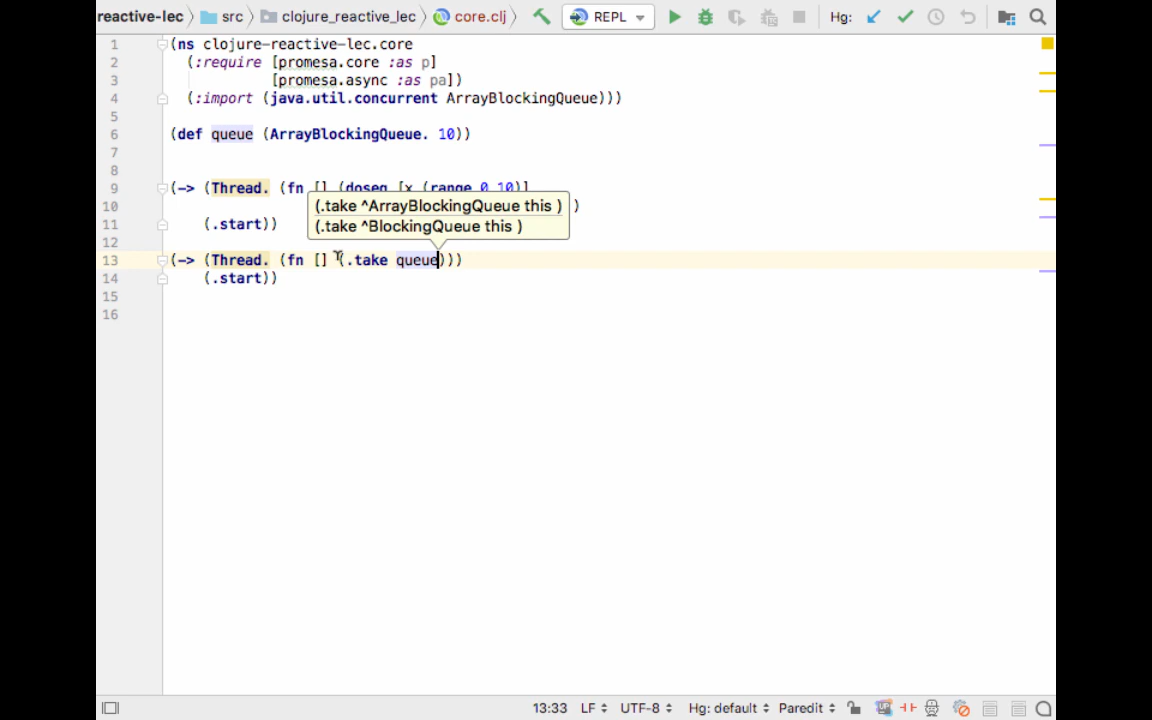 reactive-lec src clojure_reactive_lec core.clj REPL Hg:
1 (ns clojure-reactive-lec.core
2 (:require [promesa.core :as p]
3 [promesa.async :as pa])
4 (:import (java.util.concurrent ArrayBlockingQueue)))
5
6 (def queue (ArrayBlockingQueue. 10))
7
8
9 (-> (Thread. (fn [] (doseq [x (range 0 10)]
(.take ^ArrayBlockingQueue this )
10 )
(.take ^BlockingQueue this )
11 (.start))
12
13 (-> (Thread. (fn [] (.take queue)))
14 (.start))
15
16
13:33 LF UTF-8 Hg: default Paredit